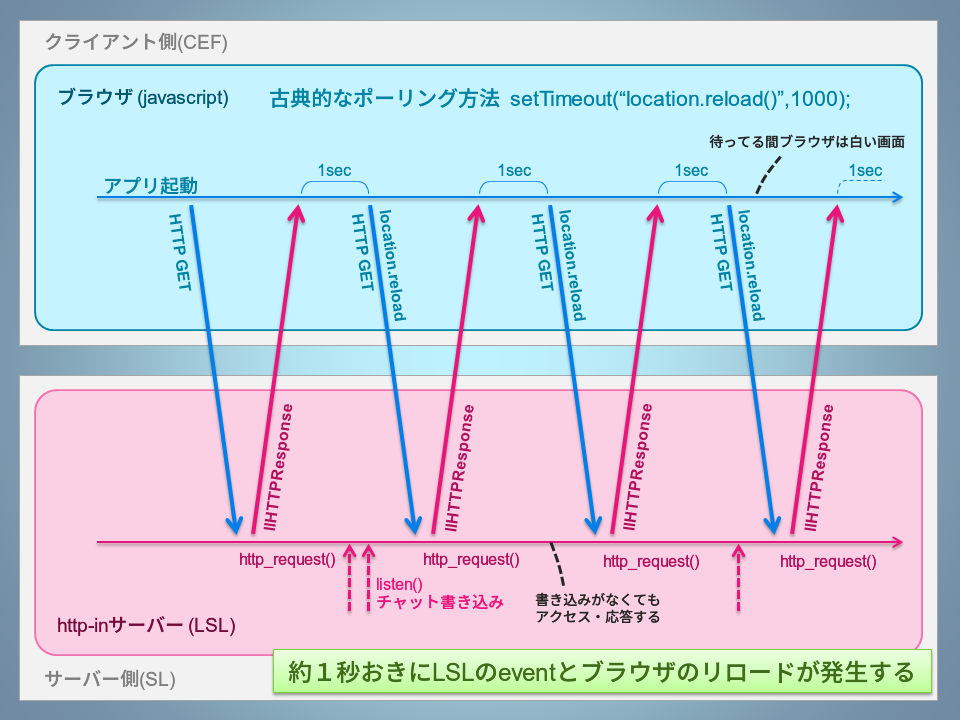 クライアント側(CEF)
ブラウザ (javascript)
古典的なポーリング方法 setTimeout(“location.reload()”,1000);
待ってる間ブラウザは白い画面
1sec
1sec
1sec
1sec
アプリ起動
HTTP GET
location.reload
HTTP GET
location.reload
HTTP GET
location.reload
HTTP GET
llHTTPResponse
llHTTPResponse
llHTTPResponse
llHTTPResponse
http_request()
http_request()
http_request()
http_request()
listen()
チャット書き込み
書き込みがなくても
アクセス・応答する
http-inサーバー (LSL)
サーバー側(SL)
約１秒おきにLSLのeventとブラウザのリロードが発生する